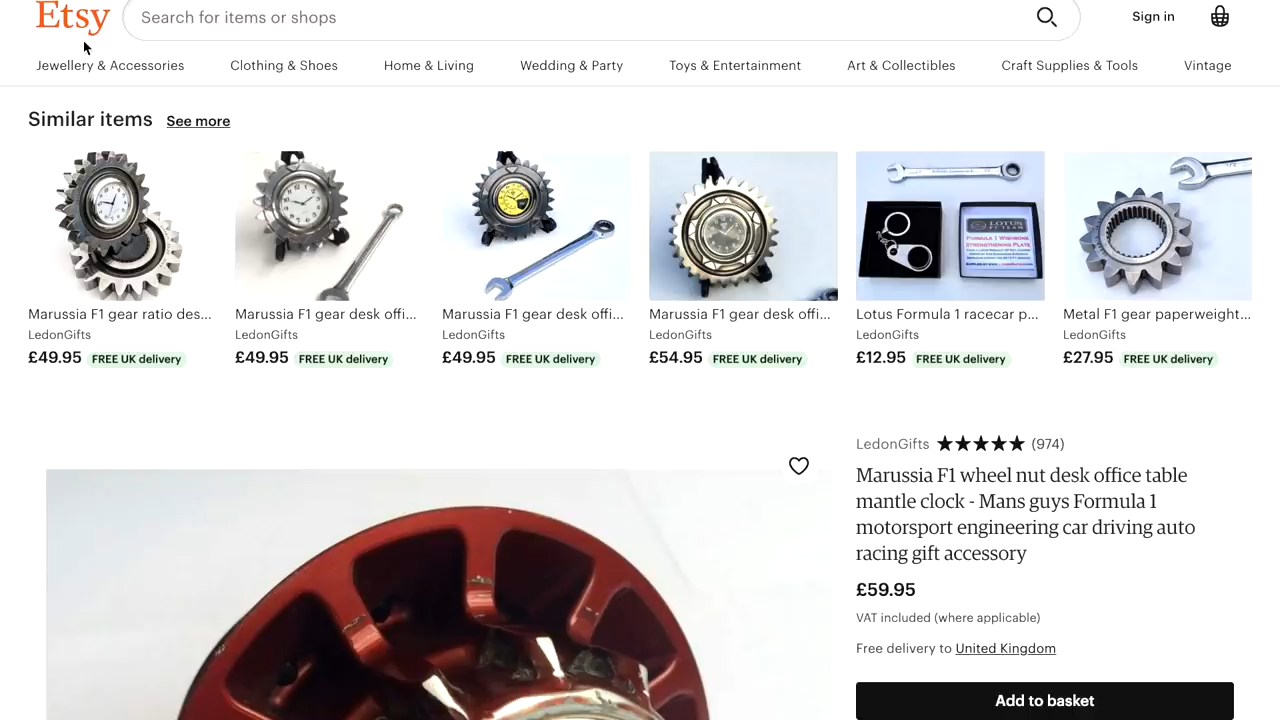 Etsy
Search for items or shops
Sign in
Jewellery & Accessories
Clothing & Shoes
Home & Living
Wedding & Party
Toys & Entertainment
Art & Collectibles
Craft Supplies & Tools
Vintage
Similar items
See more
Marussia F1 gear ratio des...
LedonGifts
£49.95 FREE UK delivery
Marussia F1 gear desk offi...
LedonGifts
£49.95 FREE UK delivery
Marussia F1 gear desk offi...
LedonGifts
£49.95 FREE UK delivery
Marussia F1 gear desk offi...
LedonGifts
£54.95 FREE UK delivery
LOTUS
FORMULA 1 WISHBONE
STRENGTHENING PLATE
Lotus Formula 1 racecar p...
LedonGifts
£12.95 FREE UK delivery
Metal F1 gear paperweight...
LedonGifts
£27.95 FREE UK delivery
LedonGifts ★★★★★ (974)
Marussia F1 wheel nut desk office table
mantle clock - Mans guys Formula 1
motorsport engineering car driving auto
racing gift accessory
£59.95
VAT included (where applicable)
Free delivery to United Kingdom
Add to basket